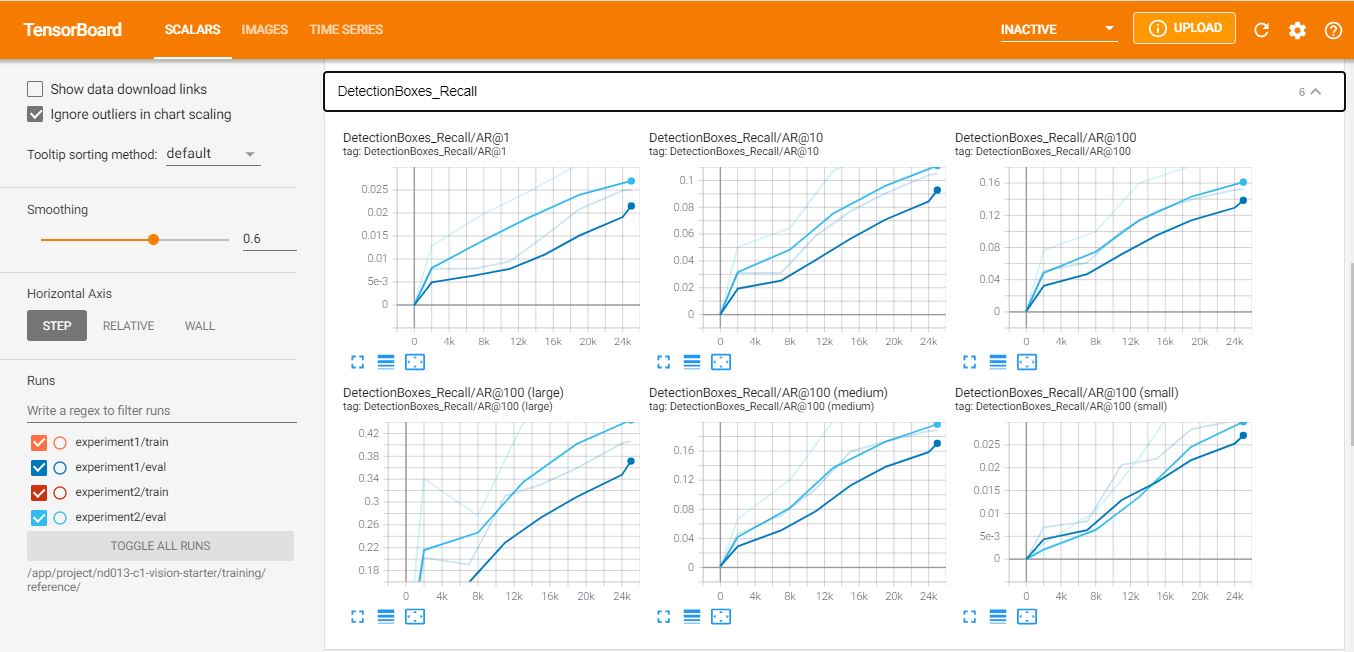 TensorBoard SCALARS IMAGES TIME SERIES INACTIVE UPLOAD
Show data download links
Ignore outliers in chart scaling
Tooltip sorting method: default
Smoothing
0.6
Horizontal Axis
STEP RELATIVE WALL
Runs
Write a regex to filter runs
experiment1/train
experiment1/eval
experiment2/train
experiment2/eval
TOGGLE ALL RUNS
/app/project/nd013-c1-vision-starter/training/
reference/
DetectionBoxes_Recall 6
DetectionBoxes_Recall/AR@1
tag: DetectionBoxes_Recall/AR@1
0.025
0.02
0.015
0.01
5e-3
0
0 4k 8k 12k 16k 20k 24k
DetectionBoxes_Recall/AR@10
tag: DetectionBoxes_Recall/AR@10
0.1
0.08
0.06
0.04
0.02
0
0 4k 8k 12k 16k 20k 24k
DetectionBoxes_Recall/AR@100
tag: DetectionBoxes_Recall/AR@100
0.16
0.12
0.08
0.04
0
0 4k 8k 12k 16k 20k 24k
DetectionBoxes_Recall/AR@100 (large)
tag: DetectionBoxes_Recall/AR@100 (large)
0.42
0.38
0.34
0.3
0.26
0.22
0.18
0 4k 8k 12k 16k 20k 24k
DetectionBoxes_Recall/AR@100 (medium)
tag: DetectionBoxes_Recall/AR@100 (medium)
0.16
0.12
0.08
0.04
0
0 4k 8k 12k 16k 20k 24k
DetectionBoxes_Recall/AR@100 (small)
tag: DetectionBoxes_Recall/AR@100 (small)
0.025
0.02
0.015
0.01
5e-3
0
0 4k 8k 12k 16k 20k 24k